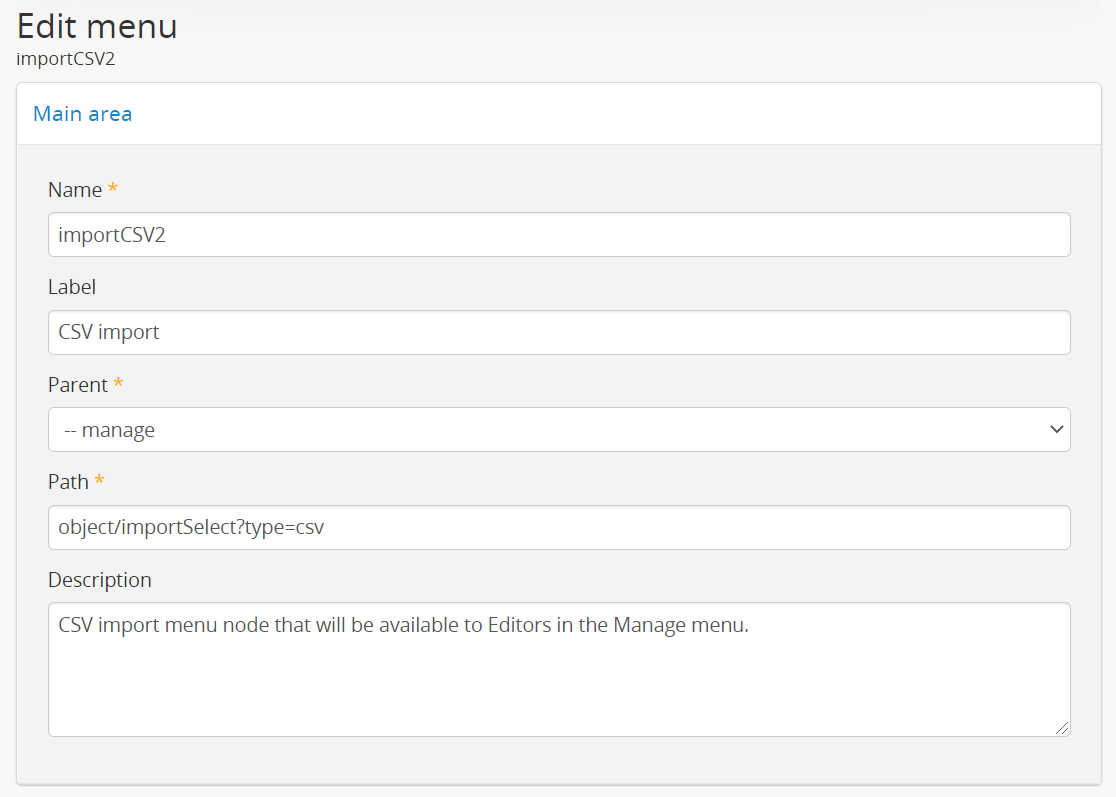 Edit menu
importCSV2
Main area
Name *
importCSV2
Label
CSV import
Parent *
-- manage
Path *
object/importSelect?type=csv
Description
CSV import menu node that will be available to Editors in the Manage menu.